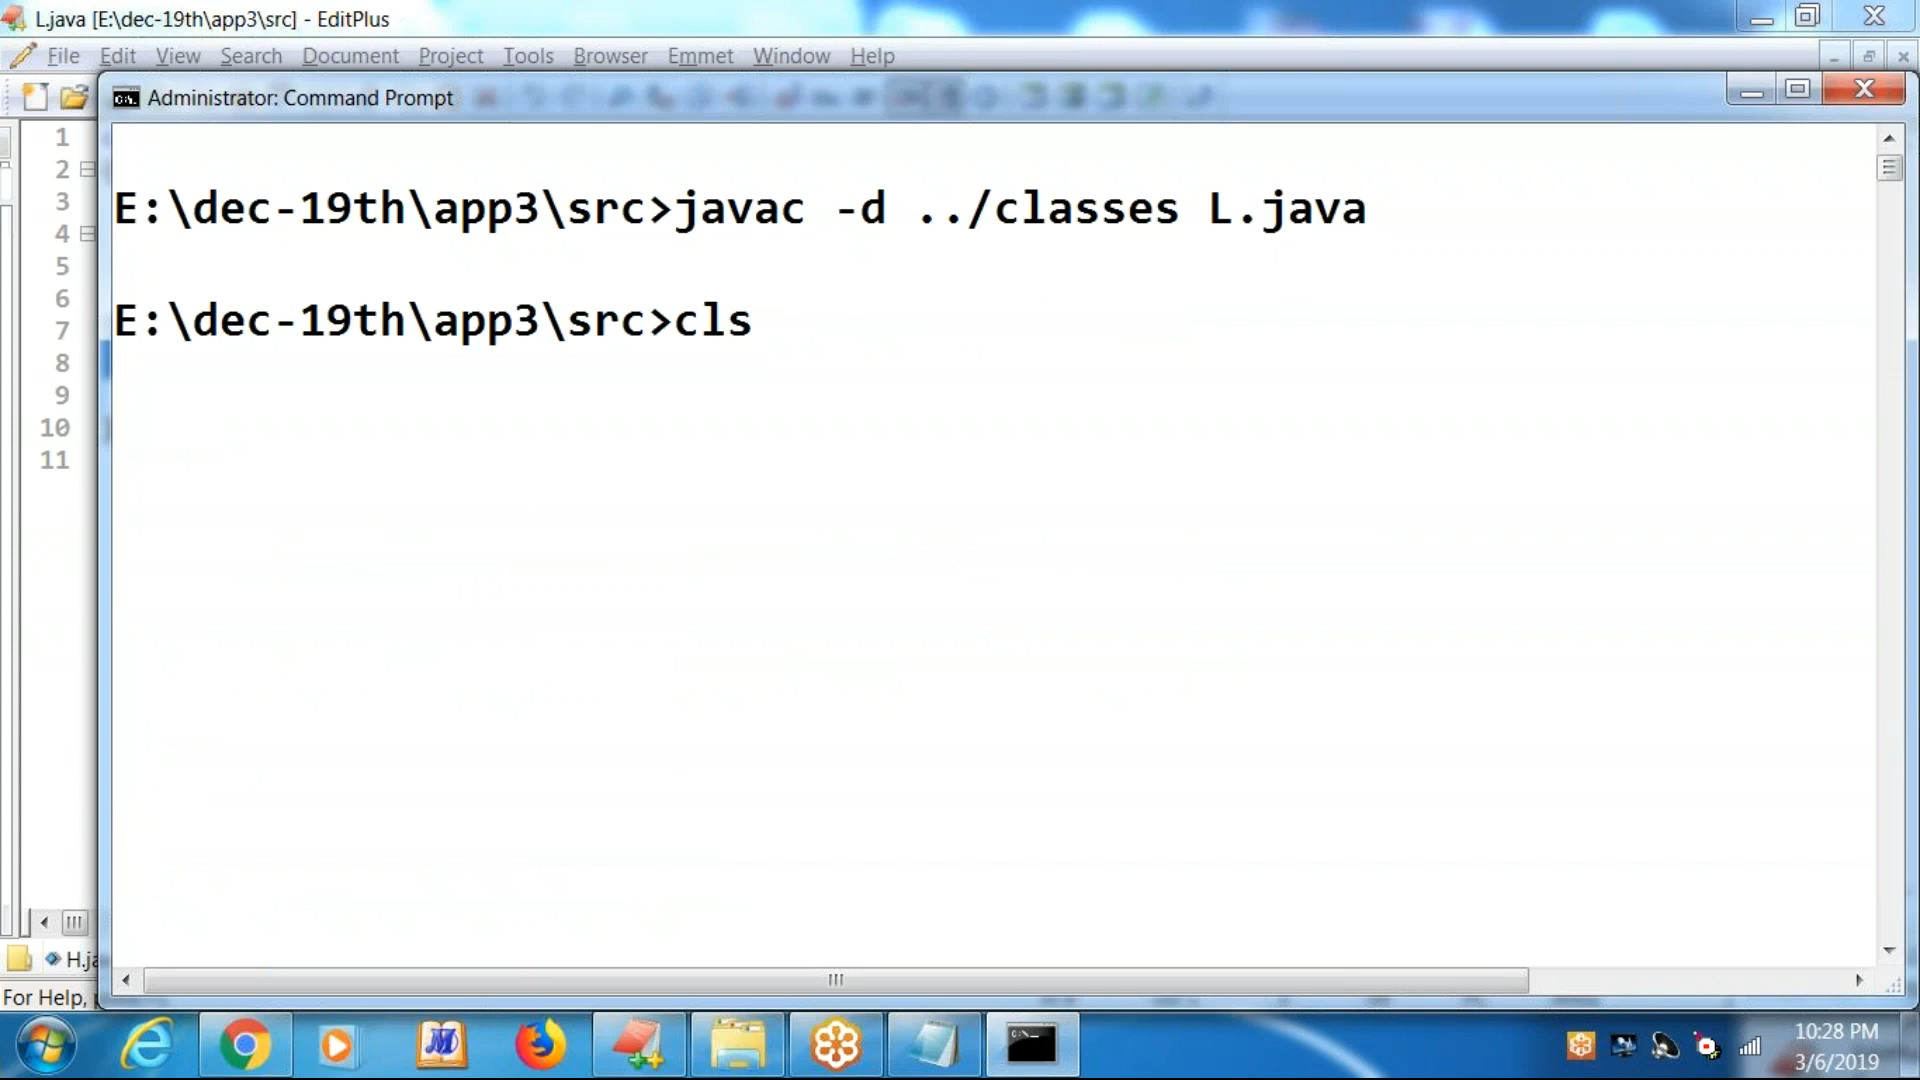 L.java [E:\dec-19th\app3\src] - EditPlus
File Edit View Search Document Project Tools Browser Emmet Window Help
Administrator: Command Prompt
1
2
3
4
5
6
7
8
9
10
11
E:\dec-19th\app3\src>javac -d ../classes L.java
E:\dec-19th\app3\src>cls
H.ja
For Help,
10:28 PM
3/6/2019